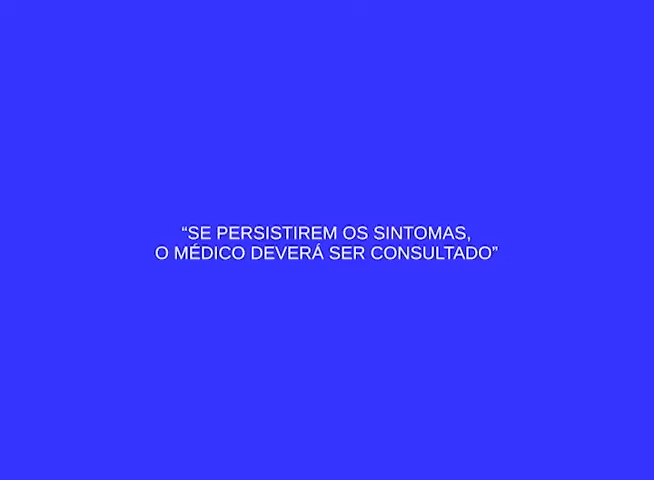 “SE PERSISTIREM OS SINTOMAS,
O MÉDICO DEVERÁ SER CONSULTADO”